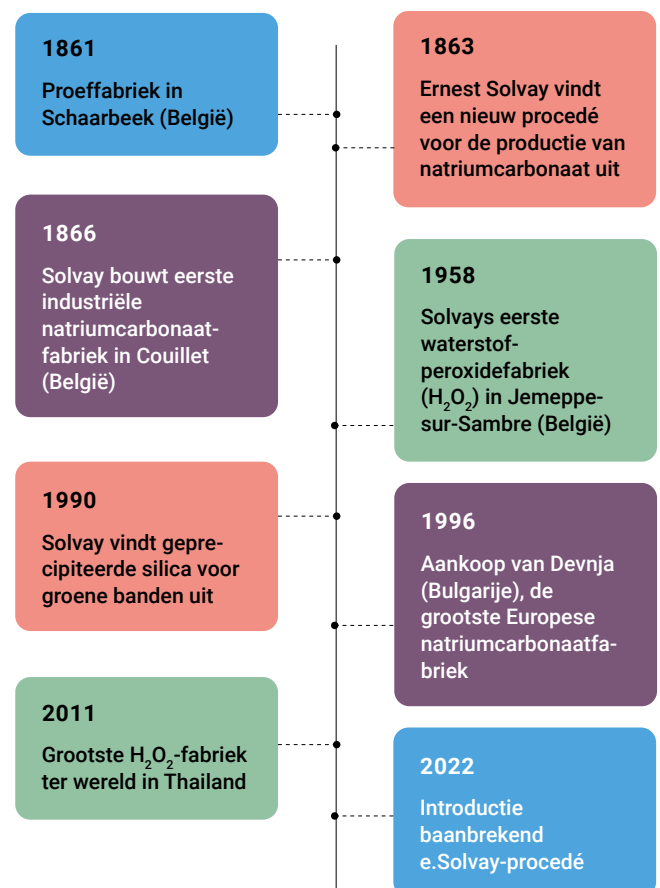 1861
Proeffabriek in
Schaarbeek (België)
1863
Ernest Solvay vindt
een nieuw procedé
voor de productie van
natriumcarbonaat uit
1866
Solvay bouwt eerste
industriële
natriumcarbonaat-
fabriek in Couillet
(België)
1958
Solvays eerste
waterstof-
peroxidefabriek
(H₂O₂) in Jemeppe-
sur-Sambre (België)
1990
Solvay vindt gepre-
cipiteerde silica voor
groene banden uit
1996
Aankoop van Devnja
(Bulgarije), de
grootste Europese
natriumcarbonaatfa-
briek
2011
Grootste H₂O₂-fabriek
ter wereld in Thailand
2022
Introductie
baanbrekend
e.Solvay-procedé